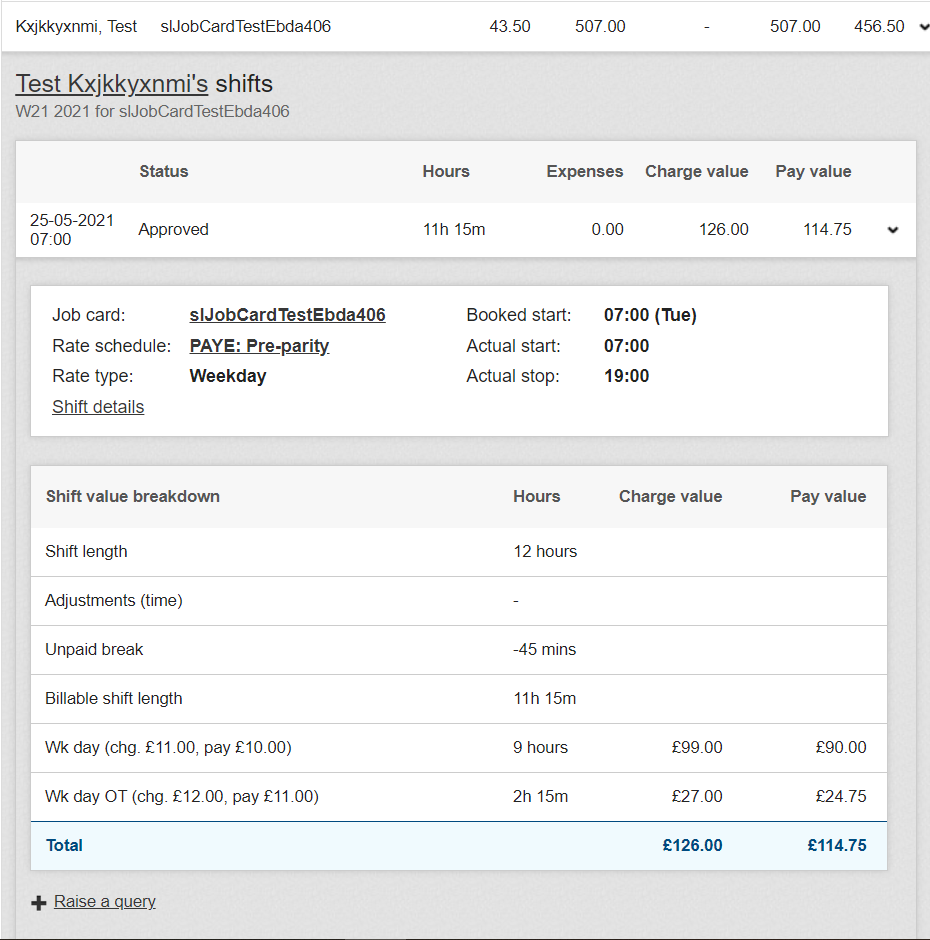 Kxjkkyxnmi, Test slJobCardTestEbda406 43.50 507.00 - 507.00 456.50
Test Kxjkkyxnmi's shifts
W21 2021 for slJobCardTestEbda406
Status Hours Expenses Charge value Pay value
25-05-2021
07:00 Approved 11h 15m 0.00 126.00 114.75
Job card: slJobCardTestEbda406 Booked start: 07:00 (Tue)
Rate schedule: PAYE: Pre-parity Actual start: 07:00
Rate type: Weekday Actual stop: 19:00
Shift details
Shift value breakdown Hours Charge value Pay value
Shift length 12 hours
Adjustments (time) -
Unpaid break -45 mins
Billable shift length 11h 15m
Wk day (chg. £11.00, pay £10.00) 9 hours £99.00 £90.00
Wk day OT (chg. £12.00, pay £11.00) 2h 15m £27.00 £24.75
Total £126.00 £114.75
Raise a query